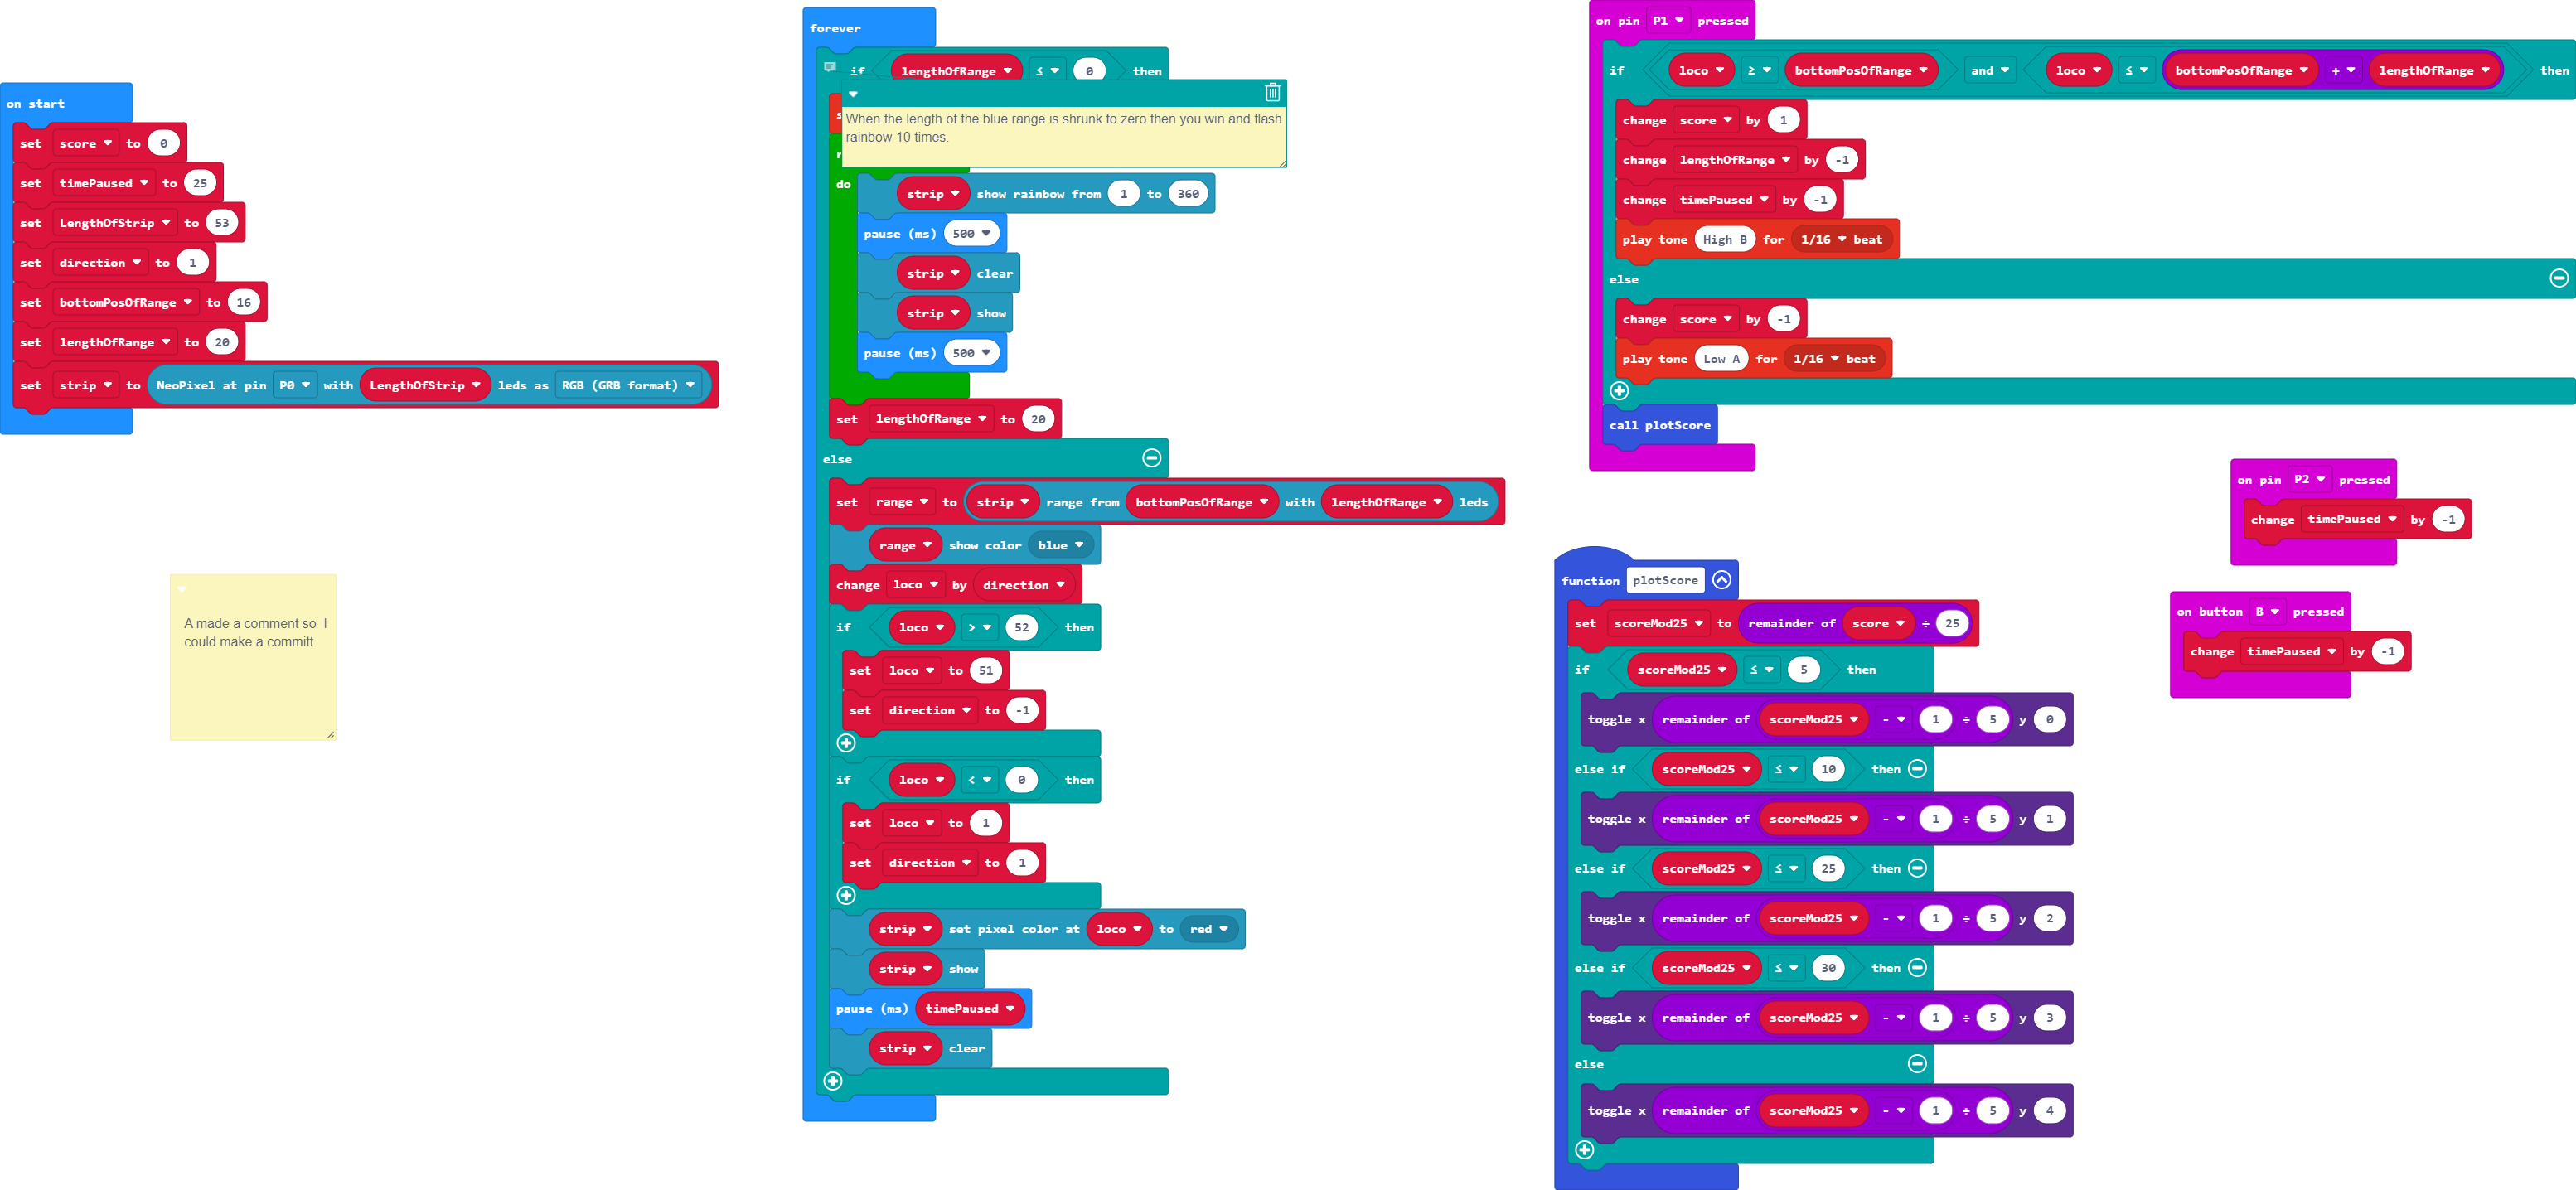 on start
set score to 0
set timePaused to 25
set LengthOfStrip to 53
set direction to 1
set bottomPosOfRange to 16
set lengthOfRange to 20
set strip to NeoPixel at pin P0 with LengthOfStrip leds as RGB (GRB format)
A made a comment so I
could make a committ
forever
if lengthOfRange ≤ 0 then
When the length of the blue range is shrunk to zero then you win and flash
rainbow 10 times.
do
strip show rainbow from 1 to 360
pause (ms) 500
strip clear
strip show
pause (ms) 500
set lengthOfRange to 20
else
set range to strip range from bottomPosOfRange with lengthOfRange leds
range show color blue
change loco by direction
if loco > 52 then
set loco to 51
set direction to -1
if loco < 0 then
set loco to 1
set direction to 1
strip set pixel color at loco to red
strip show
pause (ms) timePaused
strip clear
on pin P1 pressed
if loco ≥ bottomPosOfRange and loco ≤ bottomPosOfRange + lengthOfRange then
change score by 1
change lengthOfRange by -1
change timePaused by -1
play tone High B for 1/16 beat
else
change score by -1
play tone Low A for 1/16 beat
call plotScore
on pin P2 pressed
change timePaused by -1
on button B pressed
change timePaused by -1
function plotScore
set scoreMod25 to remainder of score ÷ 25
if scoreMod25 ≤ 5 then
toggle x remainder of scoreMod25 - 1 ÷ 5 y 0
else if scoreMod25 ≤ 10 then
toggle x remainder of scoreMod25 - 1 ÷ 5 y 1
else if scoreMod25 ≤ 25 then
toggle x remainder of scoreMod25 - 1 ÷ 5 y 2
else if scoreMod25 ≤ 30 then
toggle x remainder of scoreMod25 - 1 ÷ 5 y 3
else
toggle x remainder of scoreMod25 - 1 ÷ 5 y 4